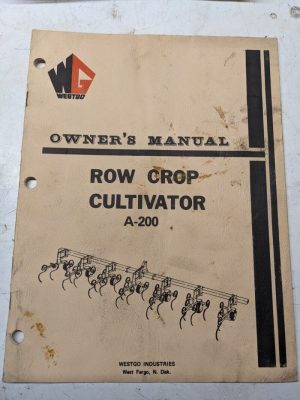 WG
WESTGO
OWNER'S MANUAL
ROW CROP
CULTIVATOR
A-200
WESTGO INDUSTRIES
West Fargo, N. Dak.